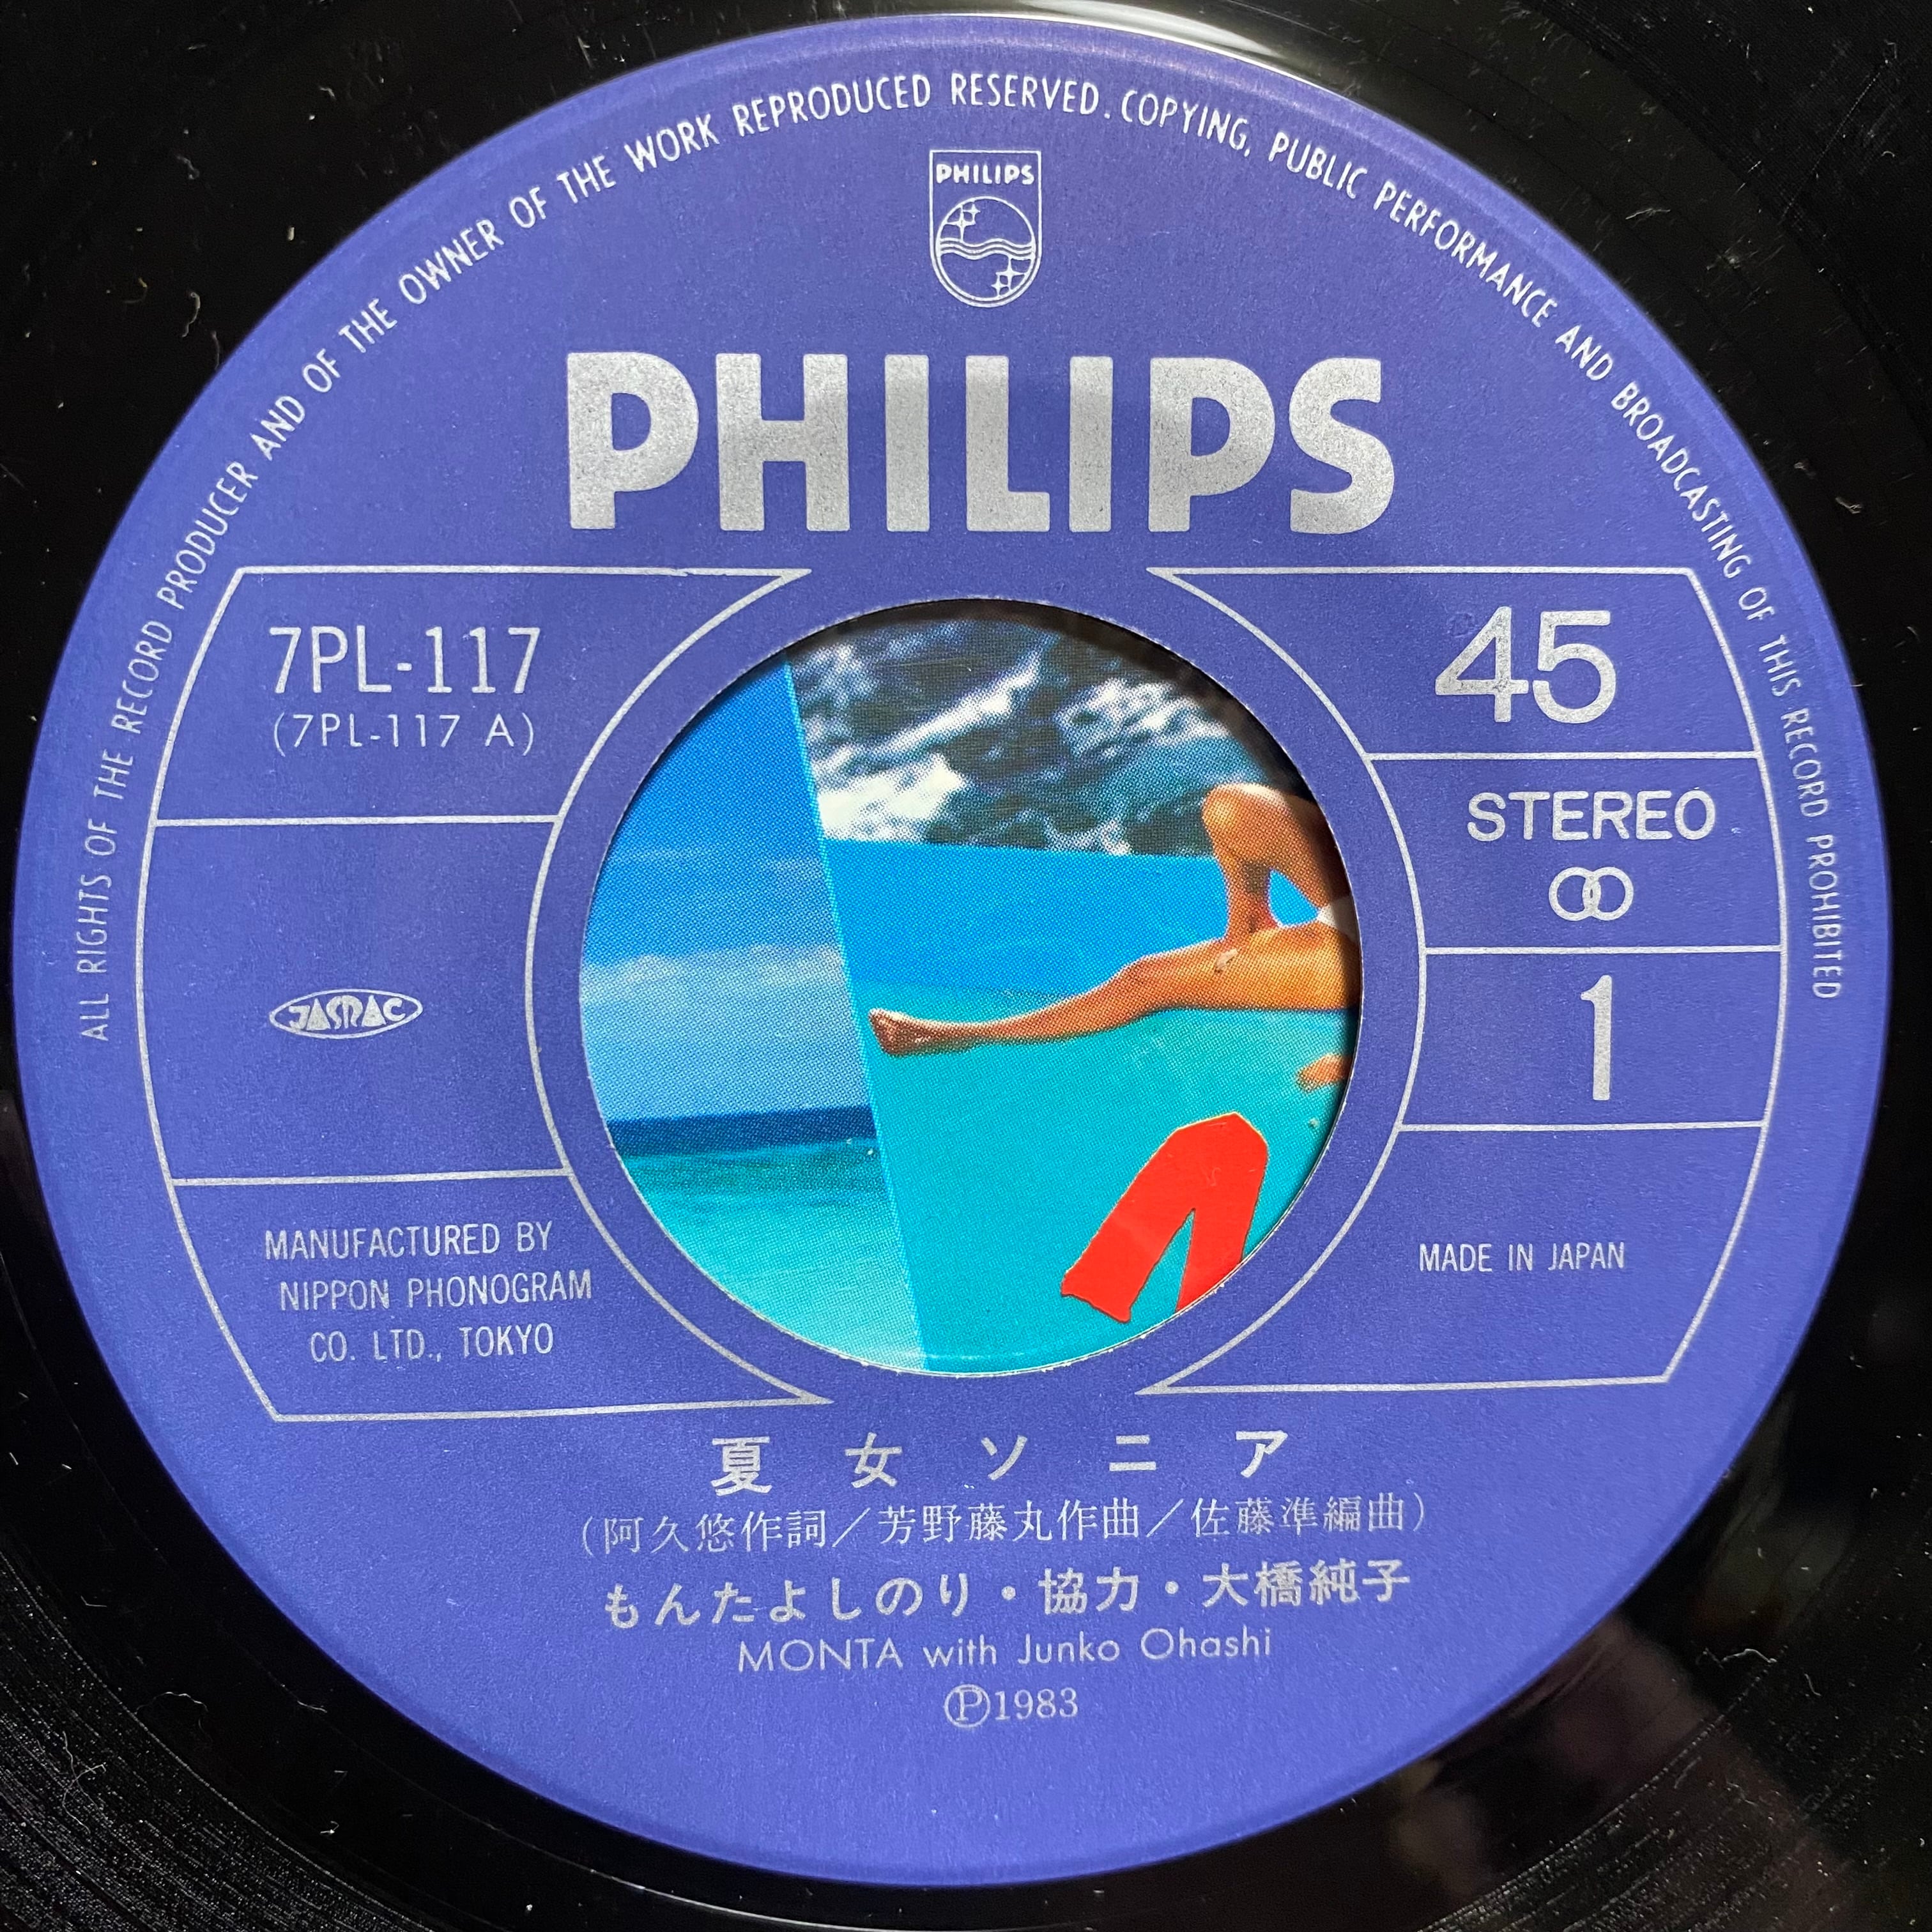 ALL RIGHTS OF THE RECORD PRODUCER AND OF THE OWNER OF THE WORK REPRODUCED RESERVED. COPYING, PUBLIC PERFORMANCE AND BROADCASTING OF THIS RECORD PROHIBITED
PHILIPS
PHILIPS
7PL-117
(7PL-117 A)
45
STEREO
1
JASRAC
MANUFACTURED BY
NIPPON PHONOGRAM
CO. LTD., TOKYO
MADE IN JAPAN
夏女ソニア
(阿久悠作詞/芳野藤丸作曲/佐藤準編曲)
もんたよしのり・協力・大橋純子
MONTA with Junko Ohashi
Ⓟ1983